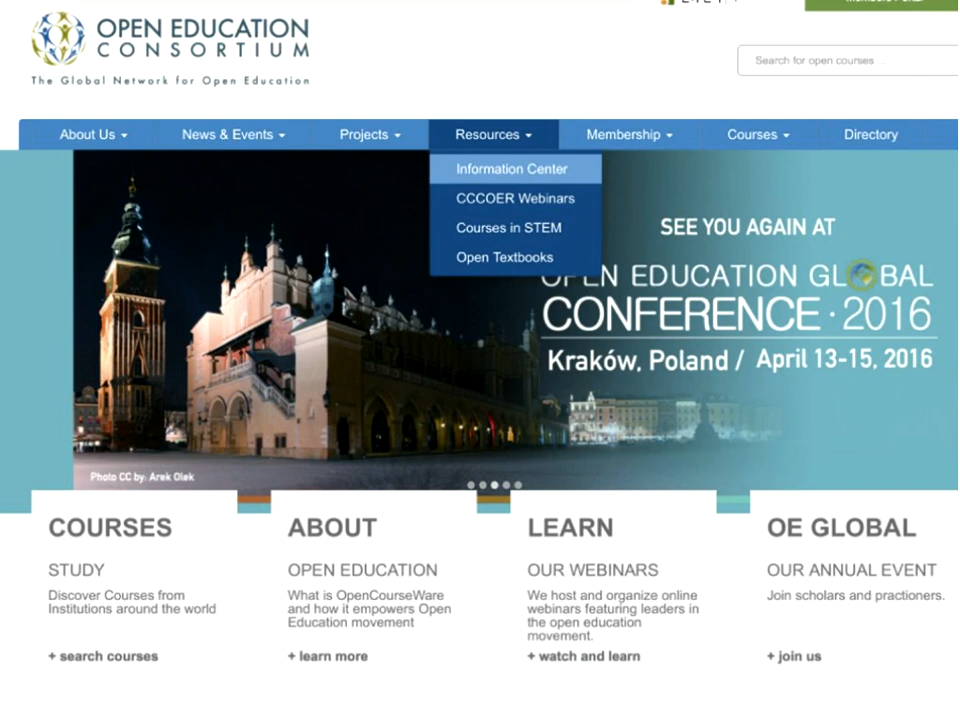 OPEN EDUCATION
CONSORTIUM
The Global Network for Open Education
Search for open courses ...
About Us
News & Events
Projects
Resources
Membership
Courses
Directory
Information Center
CCCOER Webinars
Courses in STEM
Open Textbooks
SEE YOU AGAIN AT
OPEN EDUCATION GLOBAL
CONFERENCE · 2016
Kraków, Poland / April 13-15, 2016
Photo CC by: Arek Olek
COURSES
STUDY
Discover Courses from
Institutions around the world
+ search courses
ABOUT
OPEN EDUCATION
What is OpenCourseWare
and how it empowers Open
Education movement
+ learn more
LEARN
OUR WEBINARS
We host and organize online
webinars featuring leaders in
the open education
movement.
+ watch and learn
OE GLOBAL
OUR ANNUAL EVENT
Join scholars and practioners.
+ join us